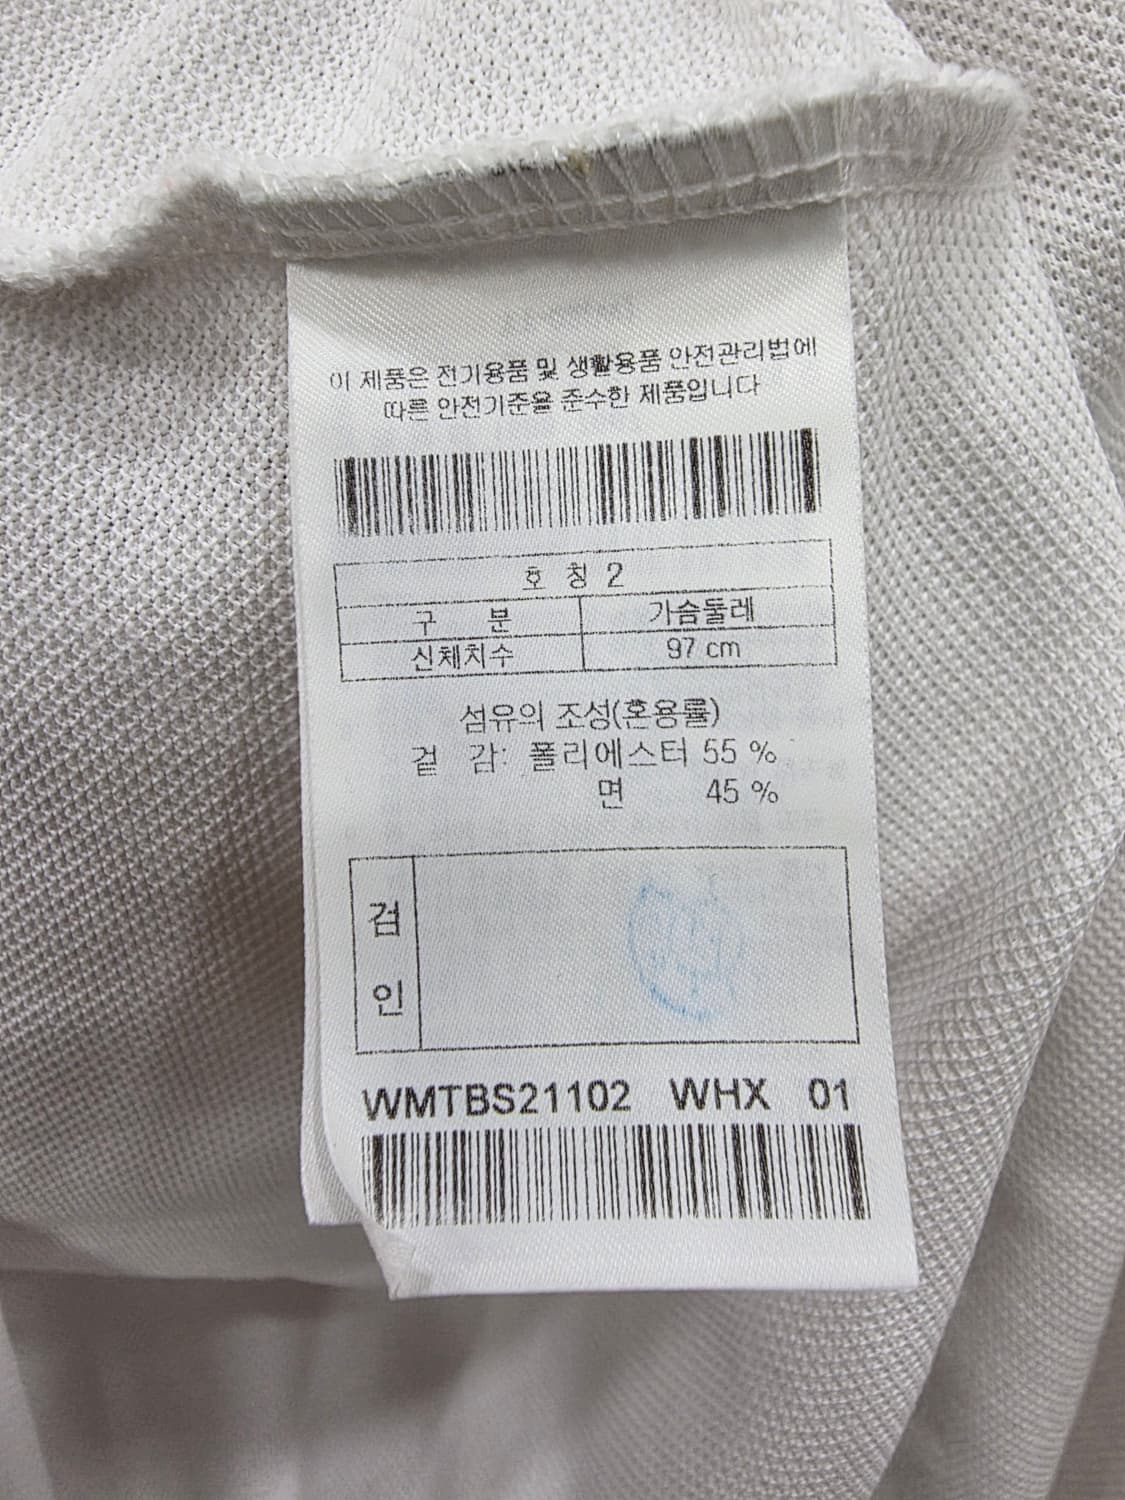 이 제품은 전기용품 및 생활용품 안전관리법에
따른 안전기준을 준수한 제품입니다
호 칭 2
구 분 가슴둘레
신체치수 97 cm
섬유의 조성(혼용률)
겉 감: 폴리에스터 55 %
면 45 %
검
인
WMTBS21102 WHX 01